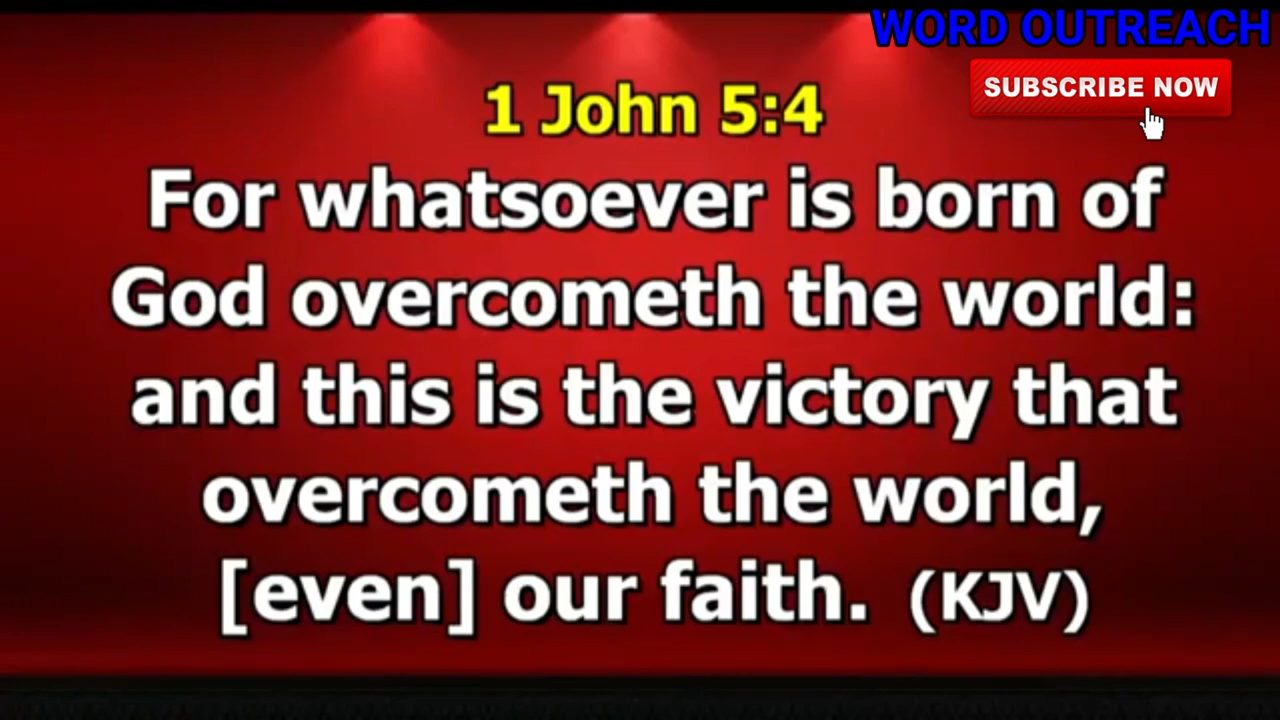 WORD OUTREACH
SUBSCRIBE NOW
1 John 5:4
For whatsoever is born of
God overcometh the world:
and this is the victory that
overcometh the world,
[even] our faith. (KJV)